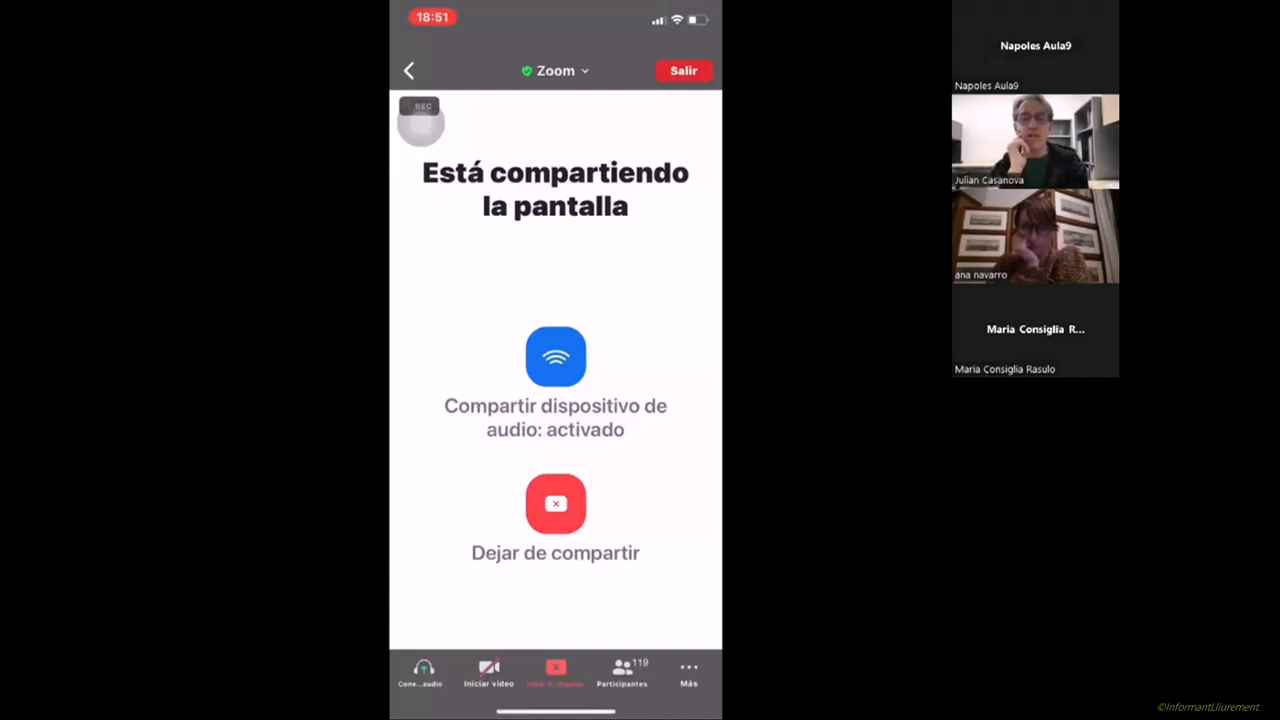 18:51
Zoom
Salir
REC
Está compartiendo
la pantalla
Compartir dispositivo de
audio: activado
Dejar de compartir
Cone...audio
Iniciar vídeo
Participantes
119
Más
Napoles Aula9
Napoles Aula9
Julian Casanova
ana navarro
Maria Consiglia R...
Maria Consiglia Rasulo
©InformantLliurement.